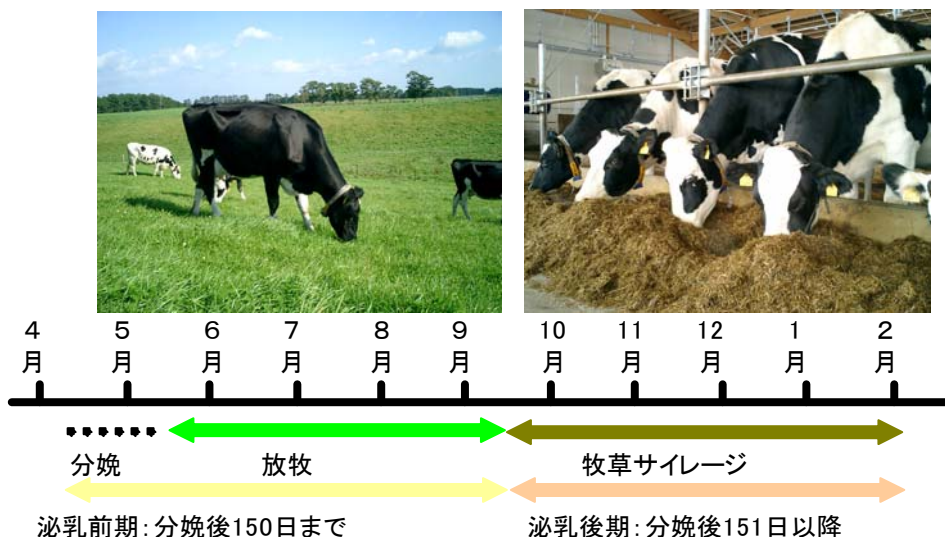 4 5 6 7 8 9 10 11 12 1 2
月 月 月 月 月 月 月 月 月 月 月
分娩 放牧 牧草サイレージ
泌乳前期:分娩後150日まで 泌乳後期:分娩後151日以降